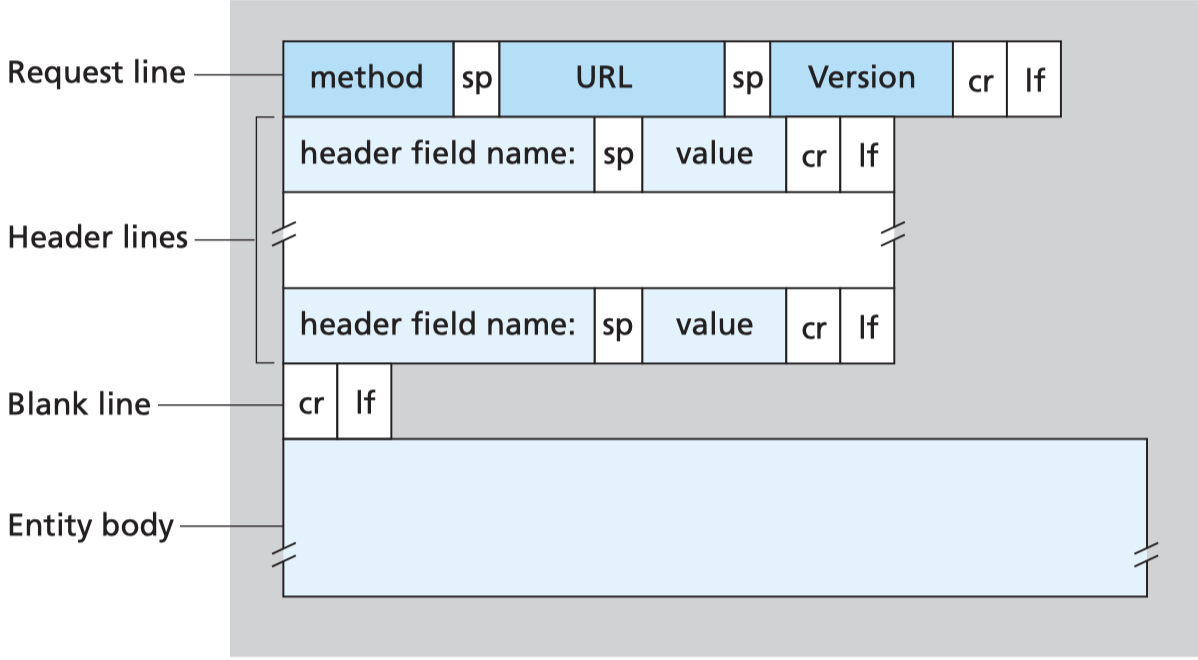 Request line method sp URL sp Version cr lf
header field name: sp value cr lf
Header lines
header field name: sp value cr lf
Blank line cr lf
Entity body